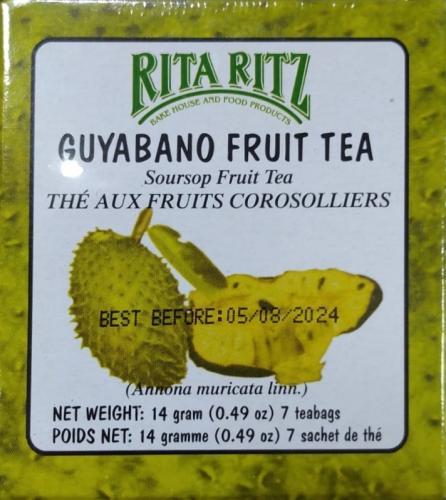 RITA RITZ
BAKE HOUSE AND FOOD PRODUCTS
GUYABANO FRUIT TEA
Soursop Fruit Tea
THÉ AUX FRUITS COROSOLLIERS
BEST BEFORE:05/08/2024
(Annona muricata linn.)
NET WEIGHT: 14 gram (0.49 oz) 7 teabags
POIDS NET: 14 gramme (0.49 oz) 7 sachet de thé